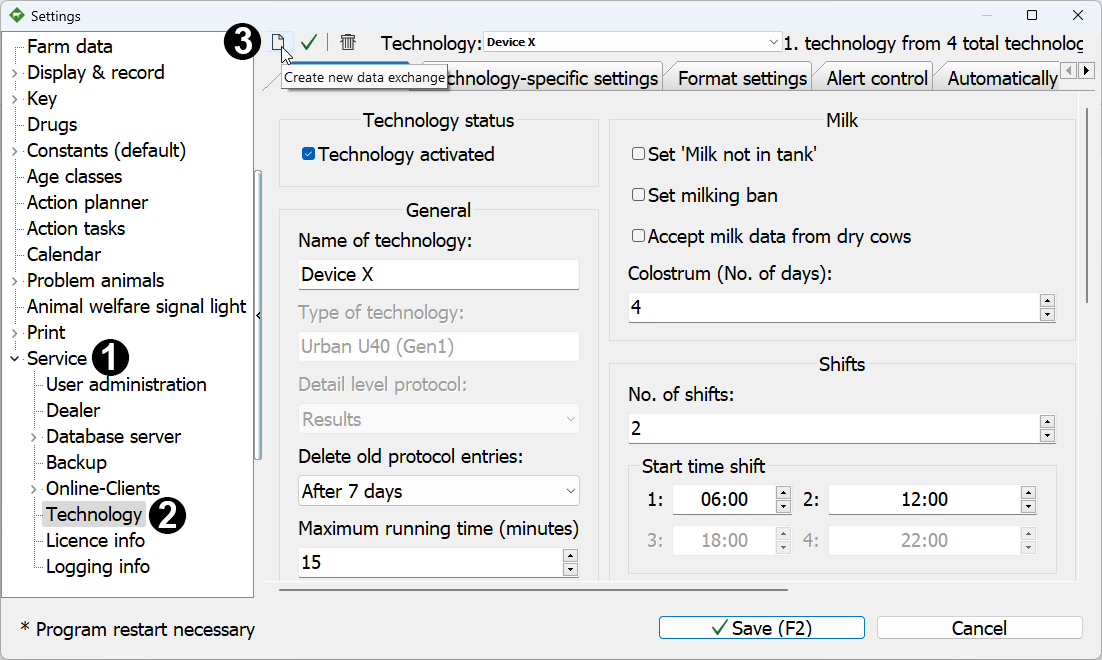 Settings
Farm data
Display & record
Key
Drugs
Constants (default)
Age classes
Action planner
Action tasks
Calendar
Problem animals
Animal welfare signal light
Print
Service 1
User administration
Dealer
Database server
Backup
Online-Clients
Technology 2
Licence info
Logging info
3 Technology: Device X 1. technology from 4 total technolog
Create new data exchange
chnology-specific settings Format settings Alert control Automatically
Technology status
Technology activated
General
Name of technology:
Device X
Type of technology:
Urban U40 (Gen1)
Detail level protocol:
Results
Delete old protocol entries:
After 7 days
Maximum running time (minutes)
15
Milk
Set 'Milk not in tank'
Set milking ban
Accept milk data from dry cows
Colostrum (No. of days):
4
Shifts
No. of shifts:
2
Start time shift
1: 06:00 2: 12:00
3: 18:00 4: 22:00
* Program restart necessary
Save (F2) Cancel